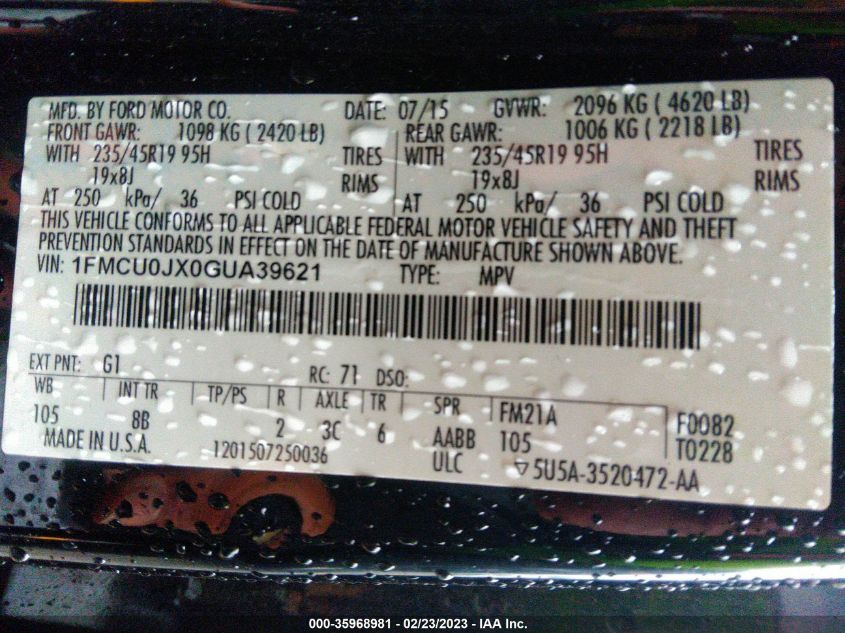 MFD. BY FORD MOTOR CO. DATE: 07/15 GVWR: 2096 KG ( 4620 LB)
FRONT GAWR: 1098 KG ( 2420 LB) REAR GAWR: 1006 KG ( 2218 LB)
WITH 235/45R19 95H TIRES WITH 235/45R19 95H TIRES
19x8J RIMS 19x8J RIMS
AT 250 kPa/ 36 PSI COLD AT 250 kPa/ 36 PSI COLD
THIS VEHICLE CONFORMS TO ALL APPLICABLE FEDERAL MOTOR VEHICLE SAFETY AND THEFT
PREVENTION STANDARDS IN EFFECT ON THE DATE OF MANUFACTURE SHOWN ABOVE.
VIN: 1FMCU0JX0GUA39621 TYPE: MPV
EXT PNT: G1 RC: 71 DSO:
WB INT TR TP/PS R AXLE TR SPR FM21A F0082
105 8B 2 3C 6 AABB 105 T0228
MADE IN U.S.A. 1201507250036 ULC ▽5U5A-3520472-AA
000-35968981 - 02/23/2023 - IAA Inc.